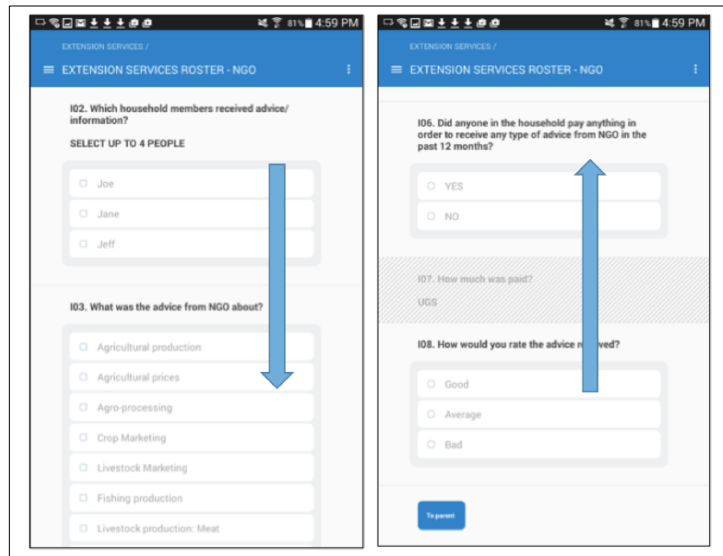 81% 4:59 PM
EXTENSION SERVICES /
EXTENSION SERVICES ROSTER - NGO
I02. Which household members received advice/
information?
SELECT UP TO 4 PEOPLE
Joe
Jane
Jeff
I03. What was the advice from NGO about?
Agricultural production
Agricultural prices
Agro-processing
Crop Marketing
Livestock Marketing
Fishing production
Livestock production: Meat
81% 4:59 PM
EXTENSION SERVICES /
EXTENSION SERVICES ROSTER - NGO
I06. Did anyone in the household pay anything in
order to receive any type of advice from NGO in the
past 12 months?
YES
NO
I07. How much was paid?
UGS
I08. How would you rate the advice received?
Good
Average
Bad
To parent